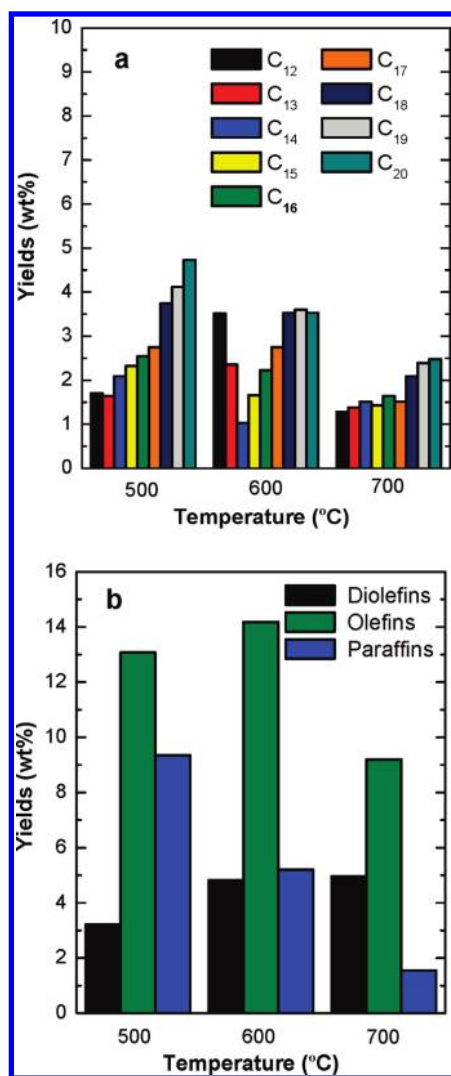 10
9
8
7
6
5
4
3
2
1
0
Yields (wt%)
a
C12 C17
C13 C18
C14 C19
C15 C20
C16
500 600 700
Temperature (ºC)
16
14
12
10
8
6
4
2
0
Yields (wt%)
b
Diolefins
Olefins
Paraffins
500 600 700
Temperature (ºC)